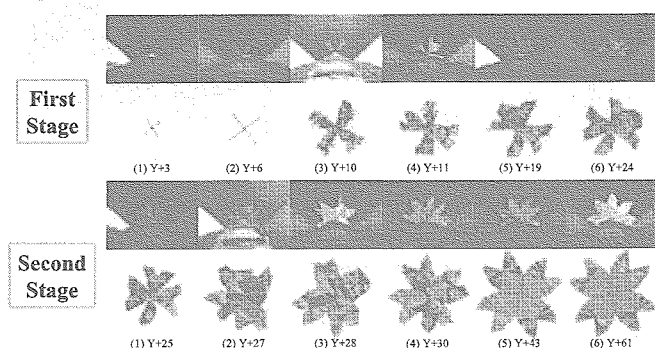 First
Stage
(1) Y+3
(2) Y+6
(3) Y+10
(4) Y+11
(5) Y+19
(6) Y+24
Second
Stage
(1) Y+25
(2) Y+27
(3) Y+28
(4) Y+30
(5) Y+43
(6) Y+61